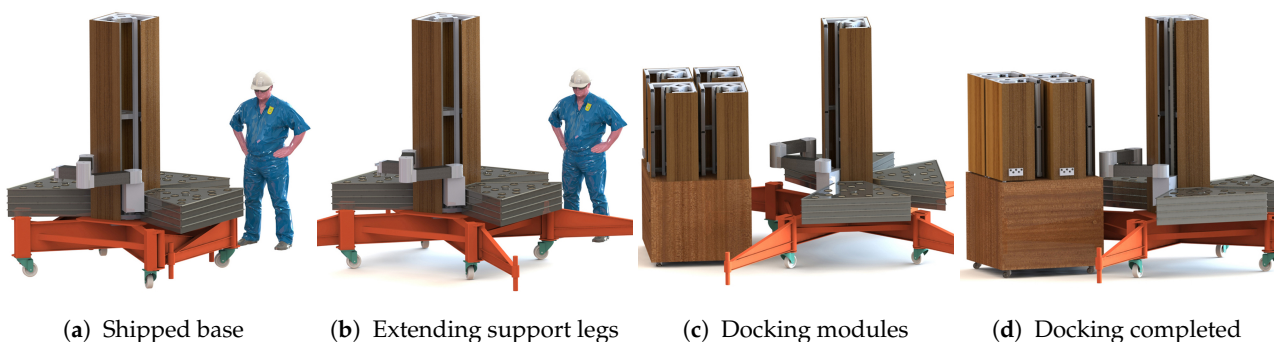 (a) Shipped base
(b) Extending support legs
(c) Docking modules
(d) Docking completed